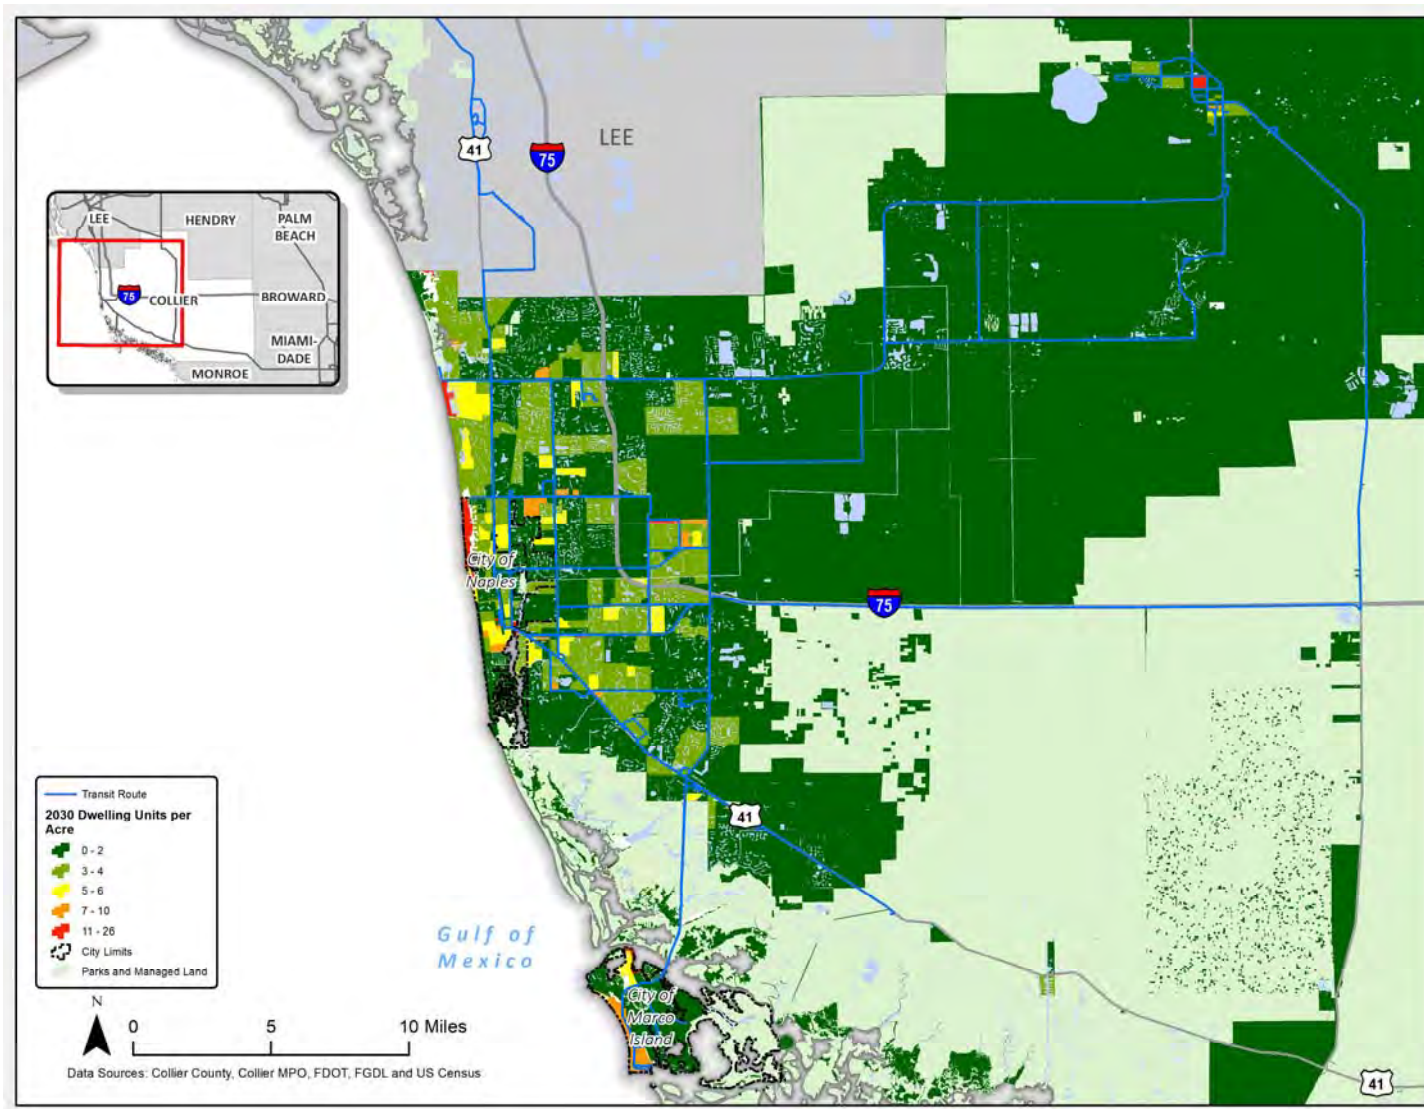 LEE
41
75
LEE
HENDRY
PALM
BEACH
75
COLLIER
BROWARD
MIAMI-
DADE
MONROE
City of
Naples
75
41
Transit Route
2030 Dwelling Units per
Acre
0 - 2
3 - 4
5 - 6
7 - 10
11 - 26
City Limits
Parks and Managed Land
Gulf of
Mexico
City of
Marco
Island
N
0 5 10 Miles
Data Sources: Collier County, Collier MPO, FDOT, FGDL and US Census
41